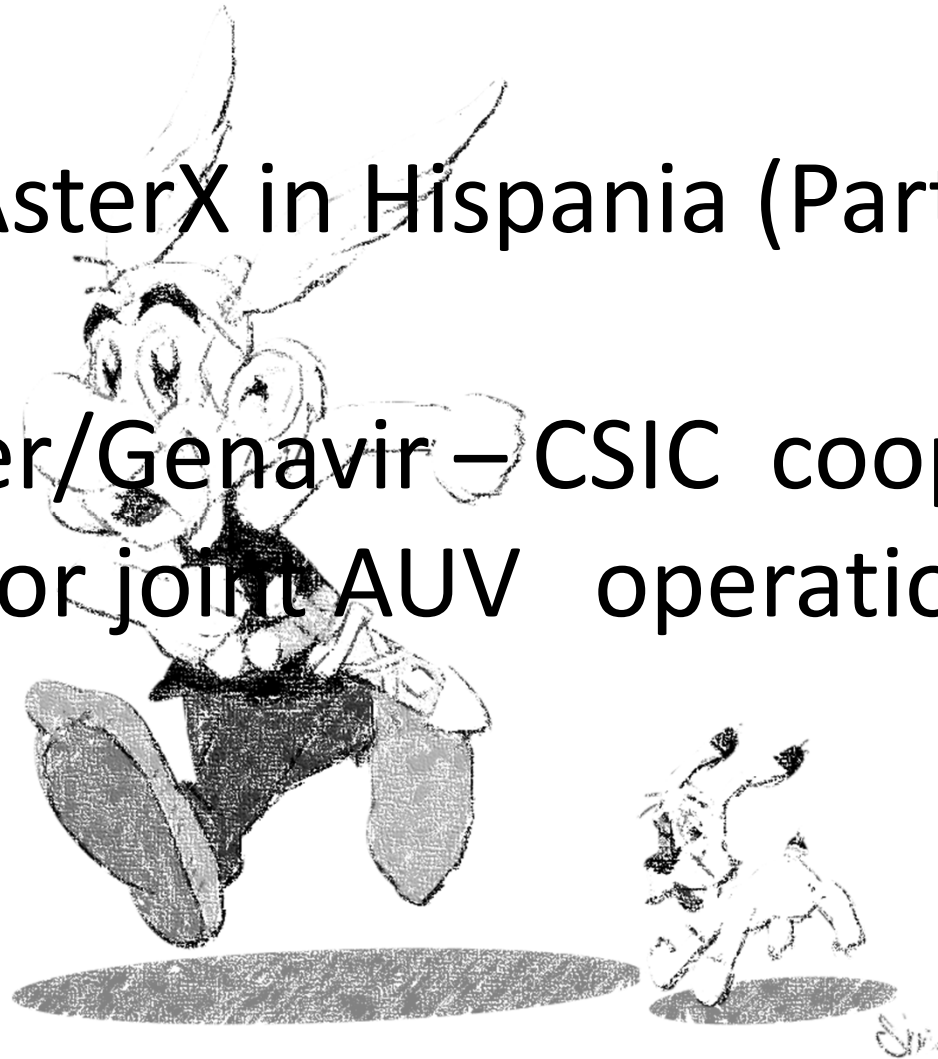 AsterX in Hispania (Part
er/Genavir – CSIC coop
or joint AUV operatio